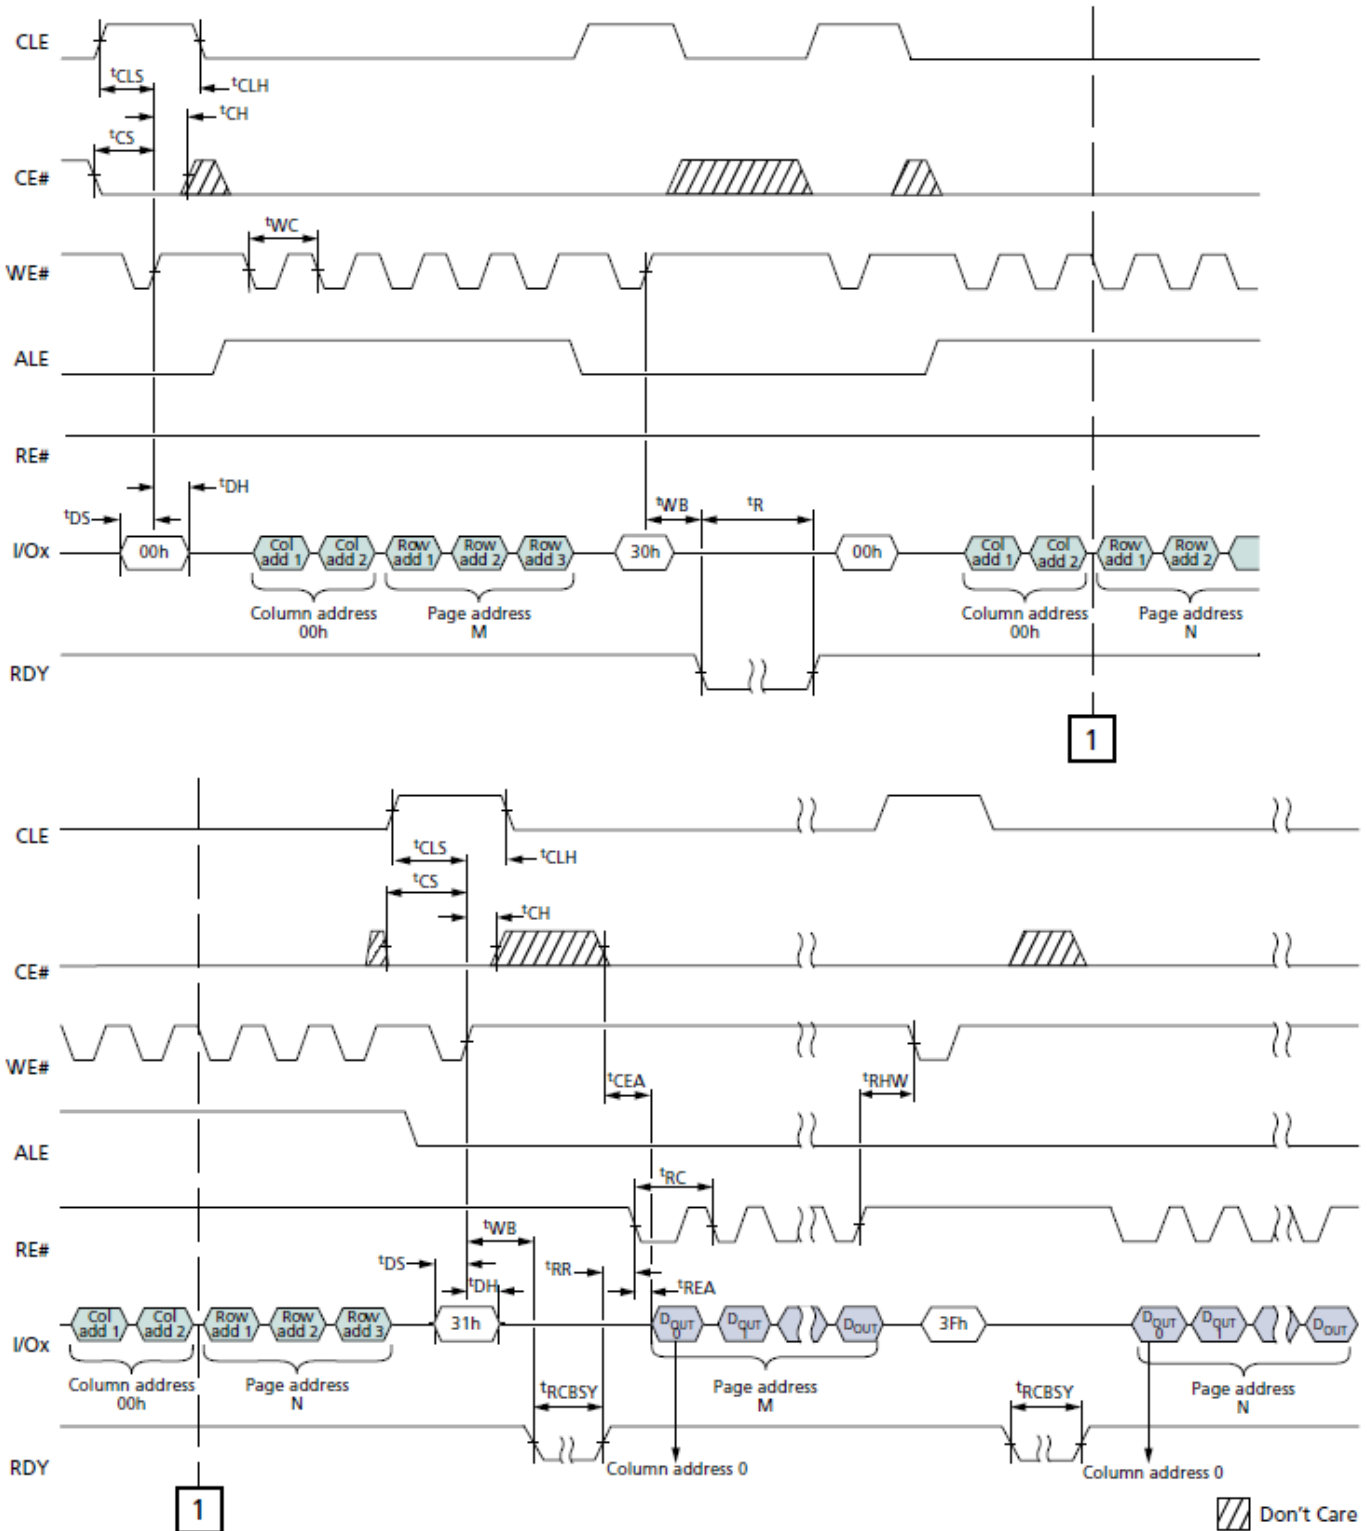 CLE
tCLS
tCLH
tCH
tCS
CE#
tWC
WE#
ALE
RE#
tDH
tDS
tWB
tR
I/Ox
00h
Col add 1
Col add 2
Row add 1
Row add 2
Row add 3
30h
00h
Col add 1
Col add 2
Row add 1
Row add 2
Column address 00h
Page address M
Column address 00h
Page address N
RDY
1
CLE
tCLS
tCLH
tCS
tCH
CE#
WE#
tCEA
tRHW
ALE
tRC
RE#
tWB
tDS
tRR
tDH
tREA
I/Ox
Col add 1
Col add 2
Row add 1
Row add 2
Row add 3
31h
DOUT 0
DOUT 1
DOUT
3Fh
DOUT 0
DOUT 1
DOUT
Column address 00h
Page address N
tRCBSY
Page address M
tRCBSY
Page address N
RDY
Column address 0
Column address 0
1
Don't Care